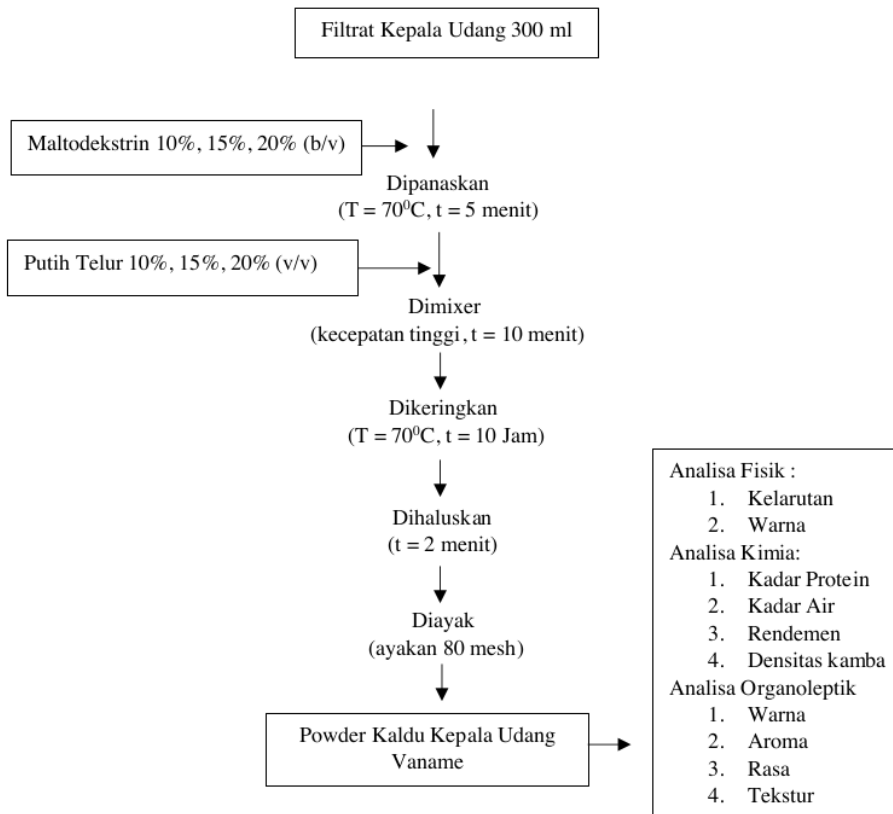 Filtrat Kepala Udang 300 ml
Maltodekstrin 10%, 15%, 20% (b/v)
Dipanaskan
(T = 70⁰C, t = 5 menit)
Putih Telur 10%, 15%, 20% (v/v)
Dimixer
(kecepatan tinggi, t = 10 menit)
Dikeringkan
(T = 70⁰C, t = 10 Jam)
Dihaluskan
(t = 2 menit)
Diayak
(ayakan 80 mesh)
Powder Kaldu Kepala Udang
Vaname
Analisa Fisik :
1. Kelarutan
2. Warna
Analisa Kimia:
1. Kadar Protein
2. Kadar Air
3. Rendemen
4. Densitas kamba
Analisa Organoleptik
1. Warna
2. Aroma
3. Rasa
4. Tekstur